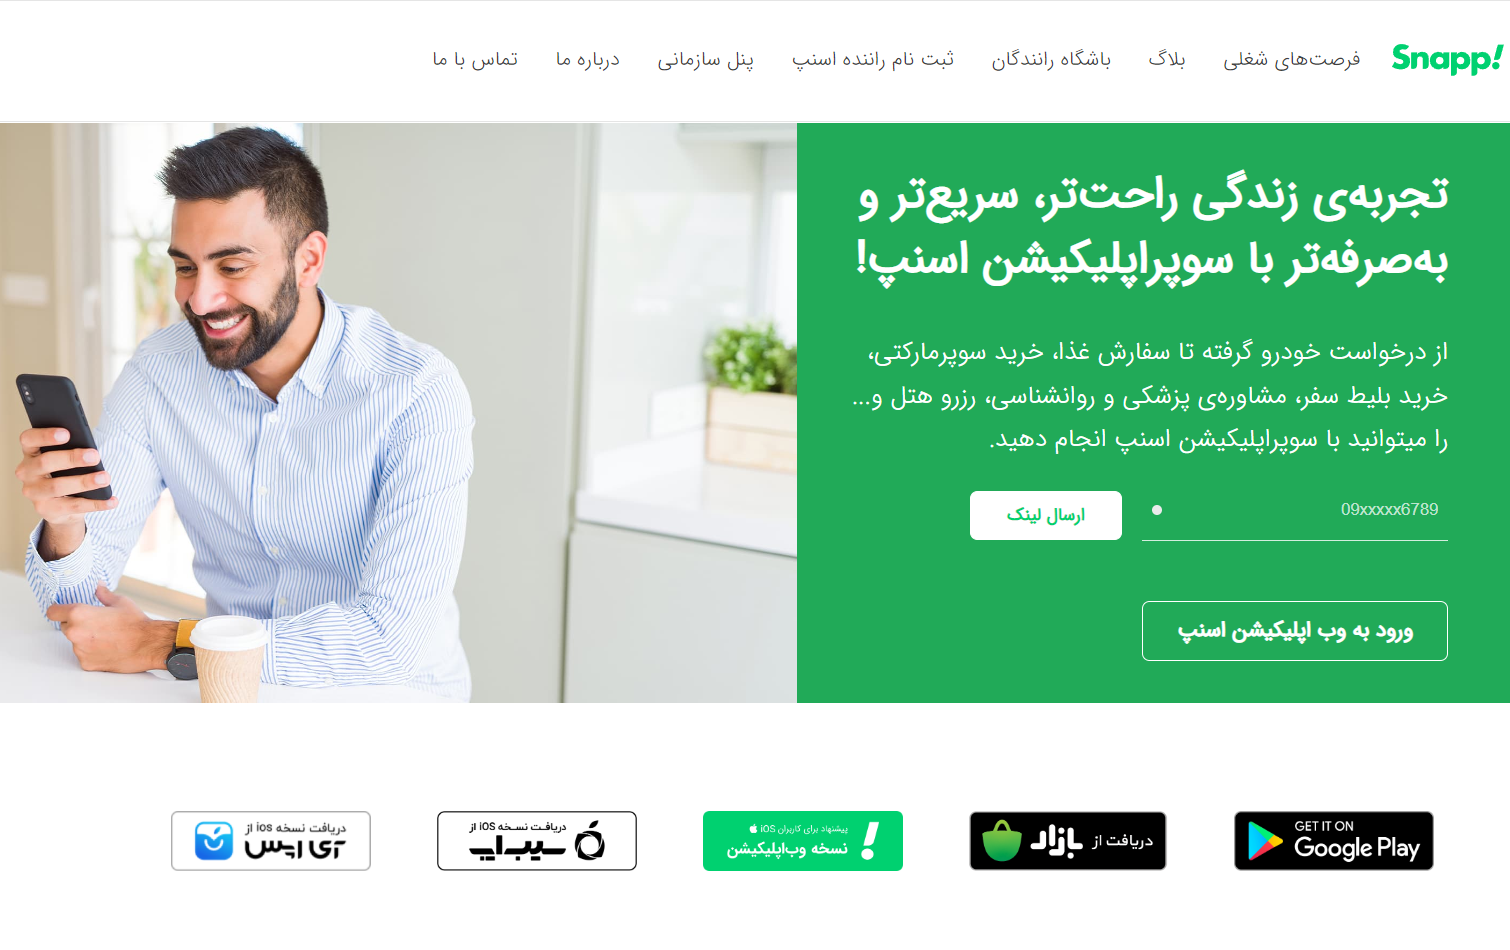 Snapp!
فرصت‌های شغلی
بلاگ
باشگاه رانندگان
ثبت نام راننده اسنپ
پنل سازمانی
درباره ما
تماس با ما
تجربه‌ی زندگی راحت‌تر، سریع‌تر و
به‌صرفه‌تر با سوپراپلیکیشن اسنپ!
از درخواست خودرو گرفته تا سفارش غذا، خرید سوپرمارکتی،
خرید بلیط سفر، مشاوره‌ی پزشکی و روانشناسی، رزرو هتل و...
را میتوانید با سوپراپلیکیشن اسنپ انجام دهید.
09xxxxx6789
ارسال لینک
ورود به وب اپلیکیشن اسنپ
GET IT ON
Google Play
دریافت از بازار
پیشنهاد برای کاربران iOS
نسخه وب‌اپلیکیشن
دریافت نسخه iOS از
سیب‌اپ
دریافت نسخه ios از
آی اپس